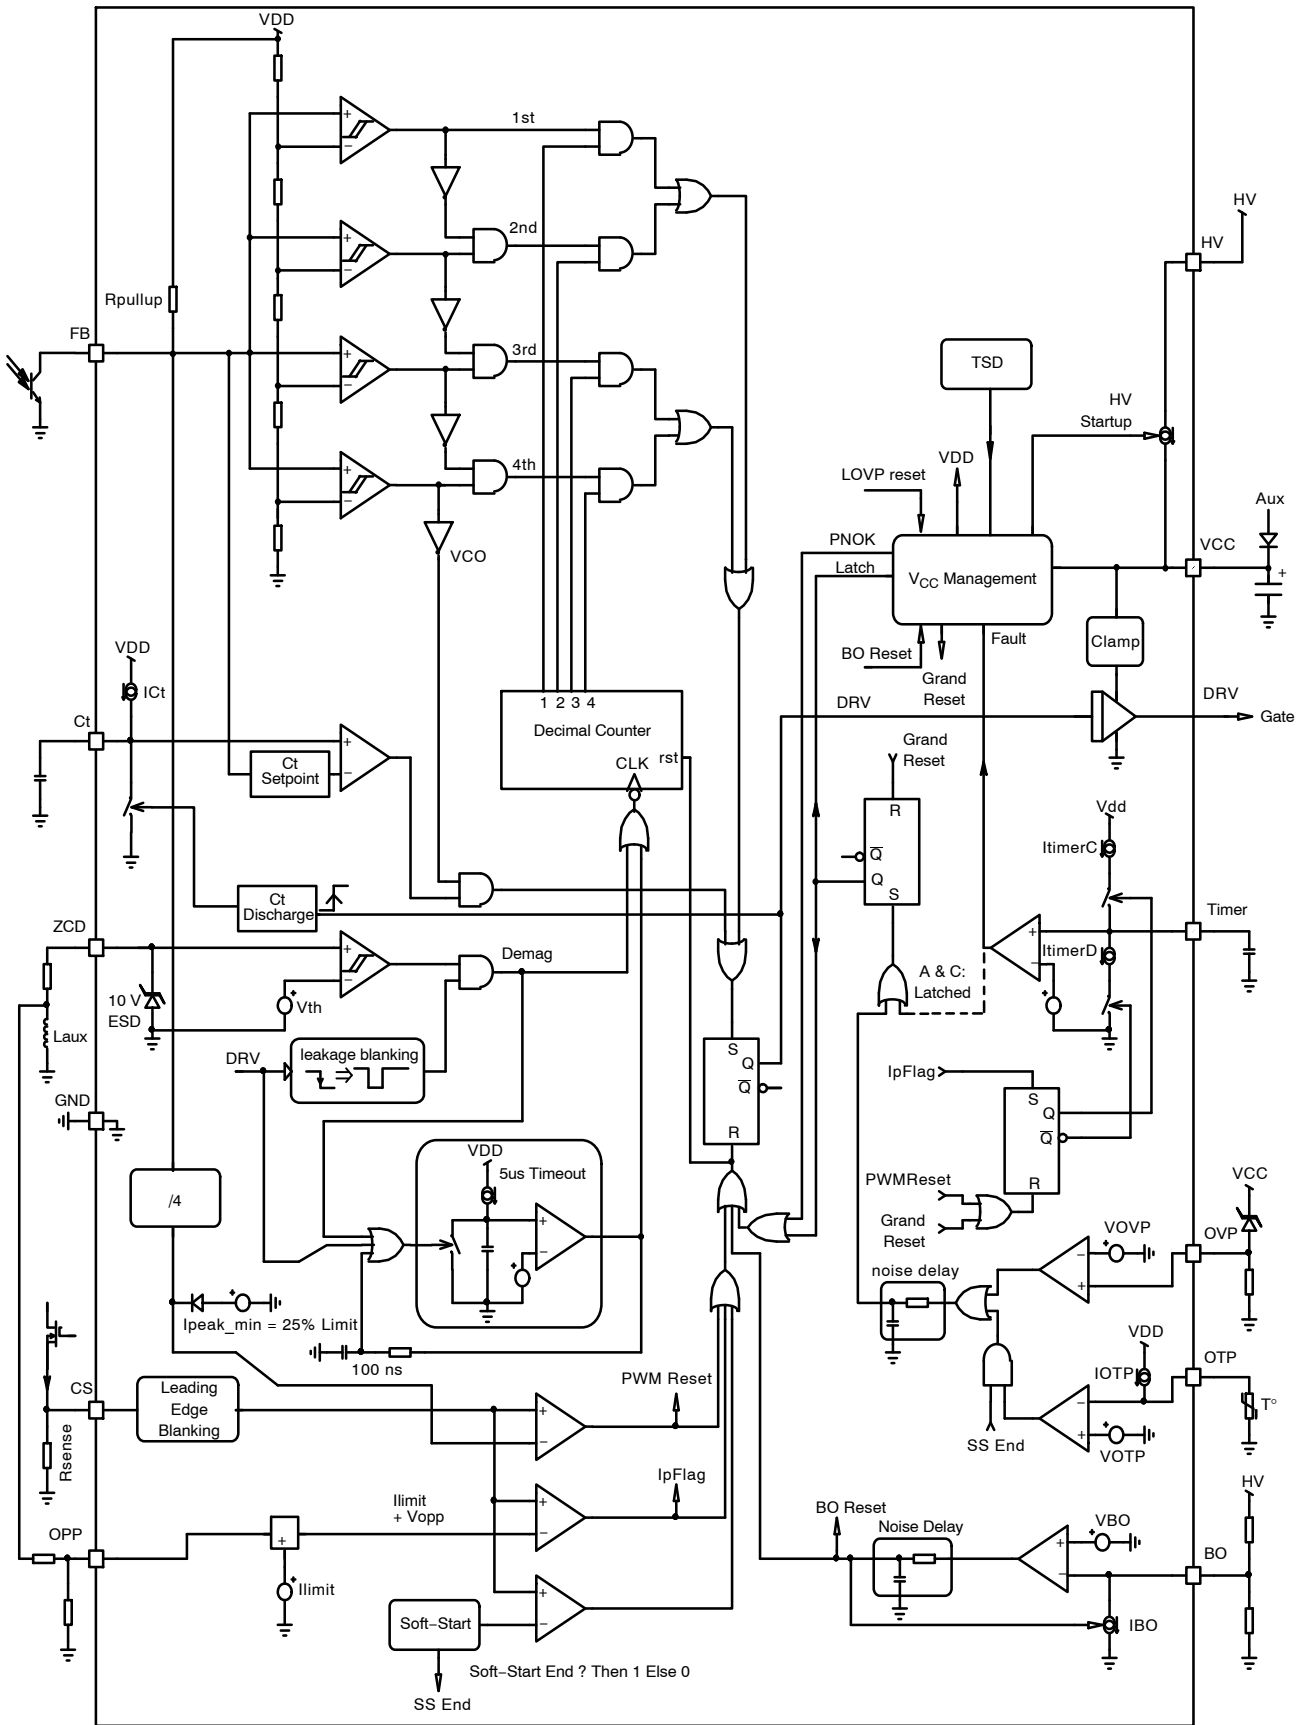 VDD
1st
HV
2nd
HV
Rpullup
FB
3rd
TSD
HV
Startup
4th
VDD
LOVP reset
Aux
PNOK
VCC
+
VCO
Latch
VCC Management
Fault
Clamp
VDD
BO Reset
Grand
Reset
ICt
1 2 3 4
DRV
DRV
Ct
Decimal Counter
Gate
rst
Grand
Reset
CLK
Ct
Setpoint
R
Vdd
Q
ItimerC
Q
S
Ct
Discharge
Timer
ZCD
Demag
+
−
ItimerD
A & C:
Latched
10 V
ESD
+
Vth
+
Laux
S
Q
Q
R
DRV
leakage blanking
IpFlag
S
Q
GND
Q
R
VDD
5us Timeout
/4
PWMReset
VCC
Grand
Reset
VOVP
OVP
+
−
+
noise delay
+
Ipeak_min = 25% Limit
VDD
100 ns
IOTP
OTP
PWM Reset
CS
Leading
Edge
Blanking
T°
SS End
VOTP
Rsense
IpFlag
HV
Ilimit
+ Vopp
BO Reset
OPP
Noise Delay
VBO
BO
+
+
Ilimit
Soft−Start
IBO
Soft−Start End ? Then 1 Else 0
SS End